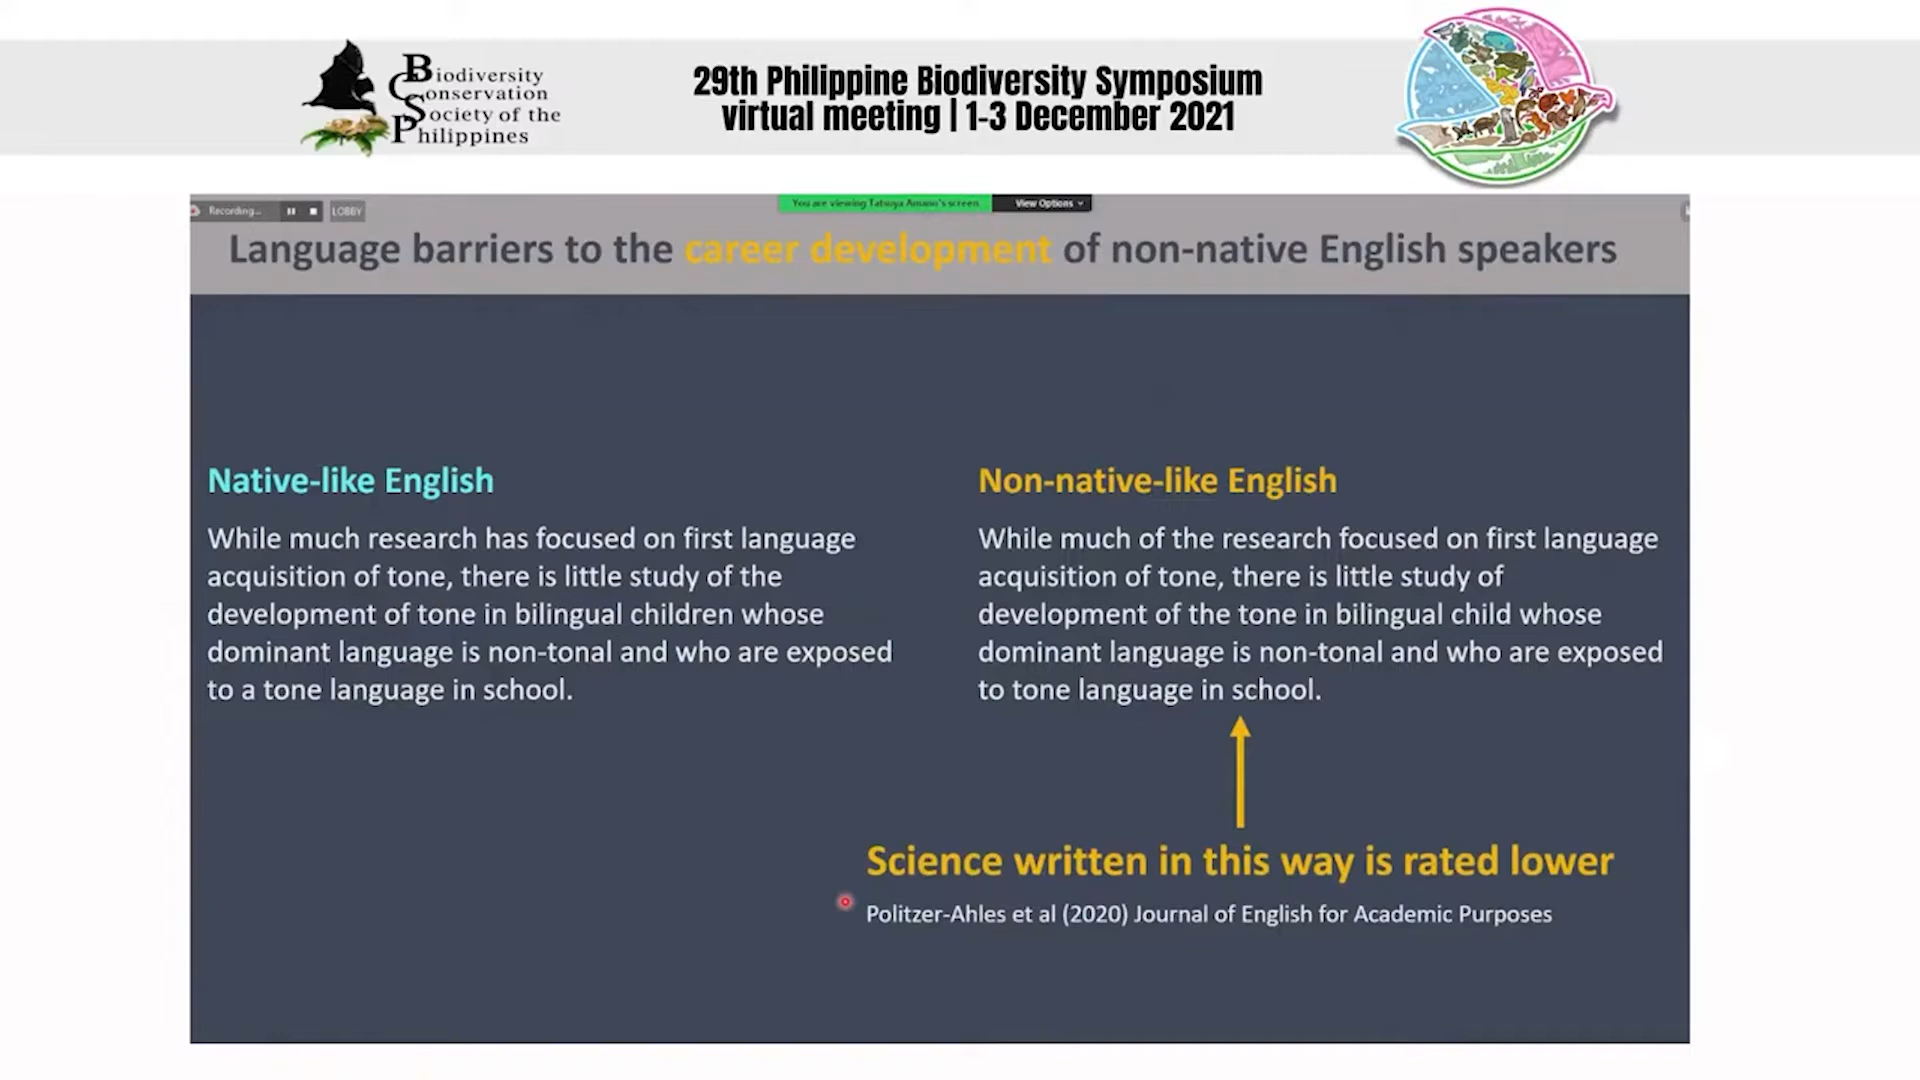 Biodiversity
Conservation
Society of the
Philippines
29th Philippine Biodiversity Symposium
virtual meeting | 1-3 December 2021
Recording...
LOBBY
You are viewing Tatsuya Amano's screen
View Options
Language barriers to the career development of non-native English speakers
Native-like English
While much research has focused on first language
acquisition of tone, there is little study of the
development of tone in bilingual children whose
dominant language is non-tonal and who are exposed
to a tone language in school.
Non-native-like English
While much of the research focused on first language
acquisition of tone, there is little study of
development of the tone in bilingual child whose
dominant language is non-tonal and who are exposed
to tone language in school.
Science written in this way is rated lower
Politzer-Ahles et al (2020) Journal of English for Academic Purposes